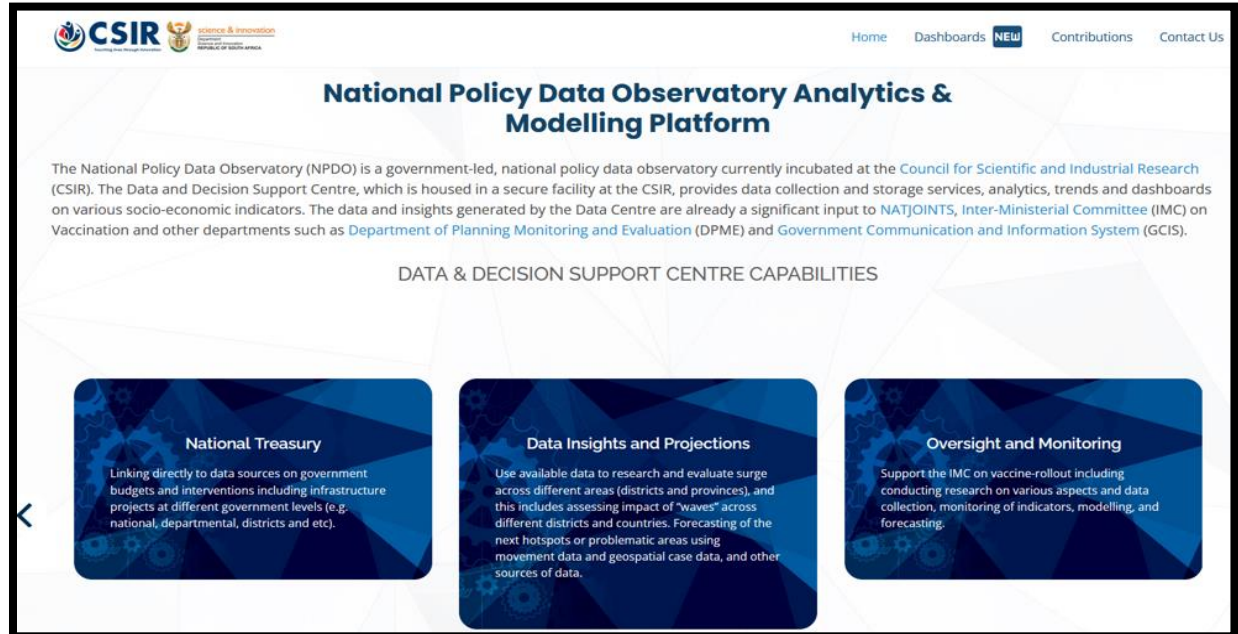 CSIR
Touching lives through innovation
science & innovation
Department:
Science and Innovation
REPUBLIC OF SOUTH AFRICA
Home Dashboards NEW Contributions Contact Us
National Policy Data Observatory Analytics &
Modelling Platform
The National Policy Data Observatory (NPDO) is a government-led, national policy data observatory currently incubated at the Council for Scientific and Industrial Research
(CSIR). The Data and Decision Support Centre, which is housed in a secure facility at the CSIR, provides data collection and storage services, analytics, trends and dashboards
on various socio-economic indicators. The data and insights generated by the Data Centre are already a significant input to NATJOINTS, Inter-Ministerial Committee (IMC) on
Vaccination and other departments such as Department of Planning Monitoring and Evaluation (DPME) and Government Communication and Information System (GCIS).
DATA & DECISION SUPPORT CENTRE CAPABILITIES
National Treasury
Linking directly to data sources on government
budgets and interventions including infrastructure
projects at different government levels (e.g.
national, departmental, districts and etc).
Data Insights and Projections
Use available data to research and evaluate surge
across different areas (districts and provinces), and
this includes assessing impact of “waves” across
different districts and countries. Forecasting of the
next hotspots or problematic areas using
movement data and geospatial case data, and other
sources of data.
Oversight and Monitoring
Support the IMC on vaccine-rollout including
conducting research on various aspects and data
collection, monitoring of indicators, modelling, and
forecasting.